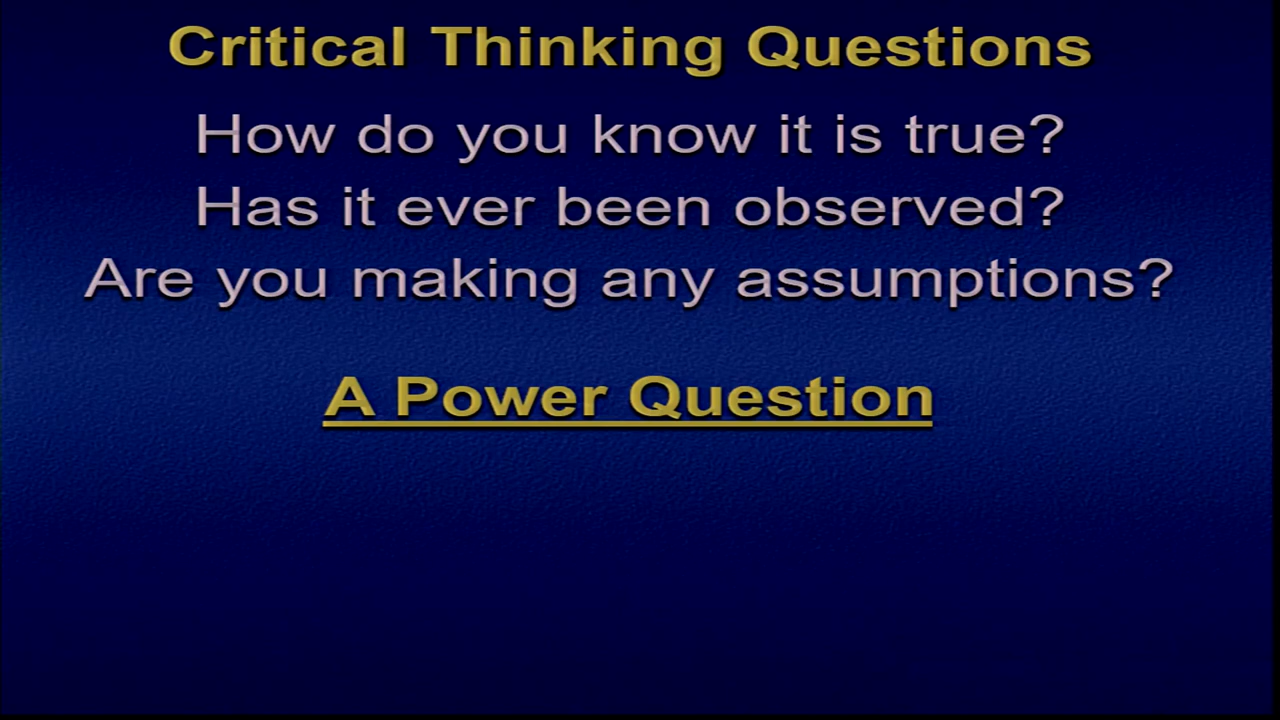 Critical Thinking Questions
How do you know it is true?
Has it ever been observed?
Are you making any assumptions?
A Power Question